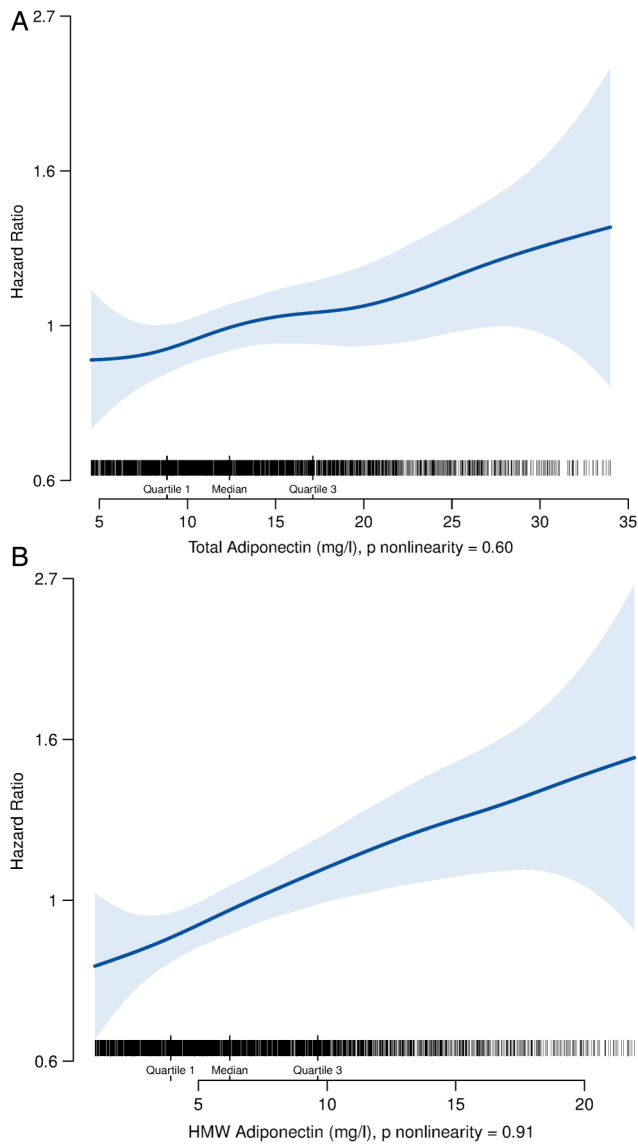 A
2.7
1.6
1
0.6
Hazard Ratio
Quartile 1 Median Quartile 3
5 10 15 20 25 30 35
Total Adiponectin (mg/l), p nonlinearity = 0.60
B
2.7
1.6
1
0.6
Hazard Ratio
Quartile 1 Median Quartile 3
5 10 15 20
HMW Adiponectin (mg/l), p nonlinearity = 0.91